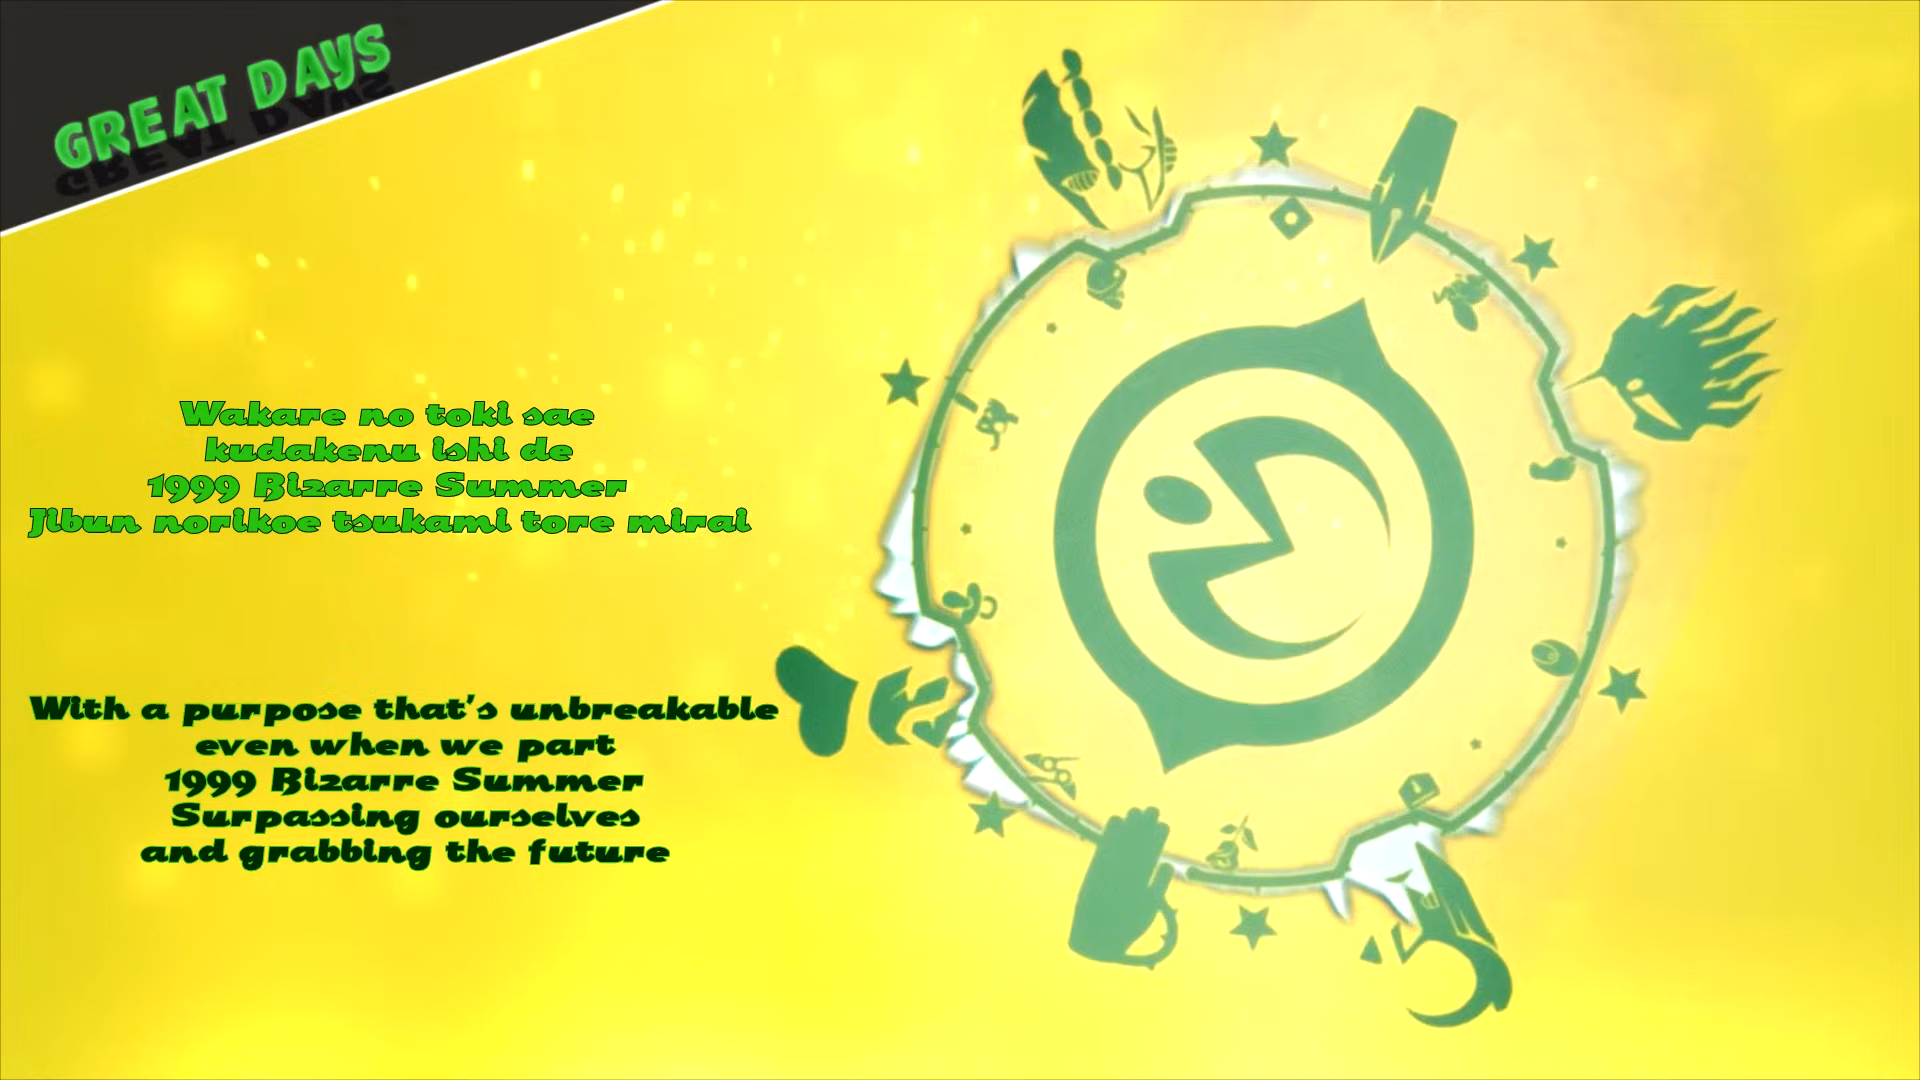 GREAT DAYS
Wakare no toki sae
kudakenu ishi de
1999 Bizarre Summer
Jibun norikoe tsukami tore mirai
With a purpose that's unbreakable
even when we part
1999 Bizarre Summer
Surpassing ourselves
and grabbing the future